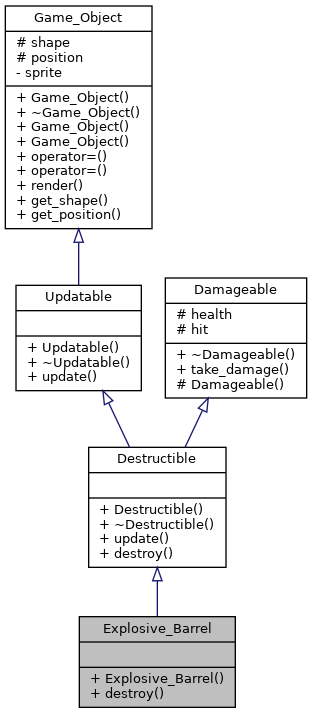 Game_Object
# shape
# position
- sprite
+ Game_Object()
+ ~Game_Object()
+ Game_Object()
+ Game_Object()
+ operator=()
+ operator=()
+ render()
+ get_shape()
+ get_position()
Updatable
+ Updatable()
+ ~Updatable()
+ update()
Damageable
# health
# hit
+ ~Damageable()
+ take_damage()
# Damageable()
Destructible
+ Destructible()
+ ~Destructible()
+ update()
+ destroy()
Explosive_Barrel
+ Explosive_Barrel()
+ destroy()